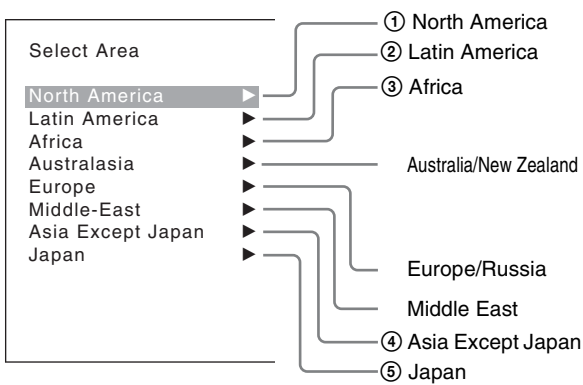 Select Area
North America ▶
Latin America ▶
Africa ▶
Australasia ▶
Europe ▶
Middle-East ▶
Asia Except Japan ▶
Japan ▶
① North America
② Latin America
③ Africa
Australia/New Zealand
Europe/Russia
Middle East
④ Asia Except Japan
⑤ Japan